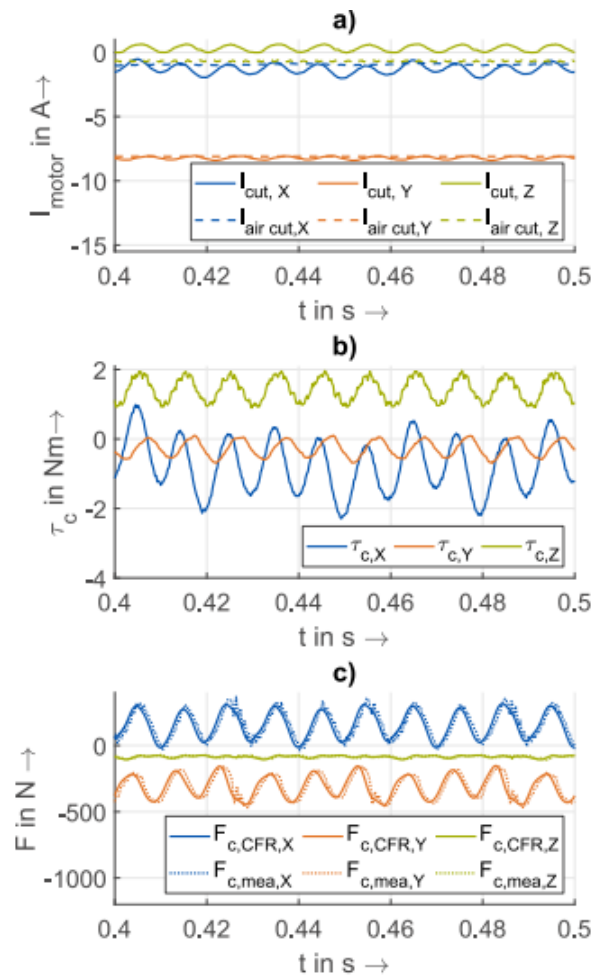 a)
I_motor in A→
0
-5
-10
-15
I_cut, X I_cut, Y I_cut, Z
I_air cut,X I_air cut,Y I_air cut, Z
0.4 0.42 0.44 0.46 0.48 0.5
t in s →
b)
τ_c in Nm→
2
0
-2
-4
τ_c,X τ_c,Y τ_c,Z
0.4 0.42 0.44 0.46 0.48 0.5
t in s →
c)
F in N →
0
-500
-1000
F_c,CFR,X F_c,CFR,Y F_c,CFR,Z
F_c,mea,X F_c,mea,Y F_c,mea,Z
0.4 0.42 0.44 0.46 0.48 0.5
t in s →